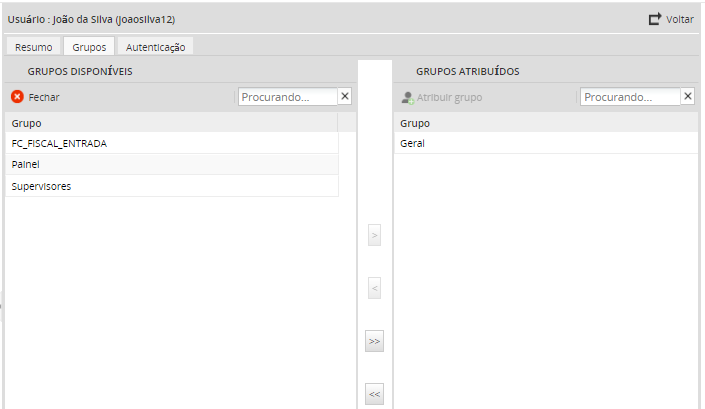 Usuário : João da Silva (joaosilva12)
Voltar
Resumo
Grupos
Autenticação
GRUPOS DISPONÍVEIS
Fechar
Procurando...
Grupo
FC_FISCAL_ENTRADA
Painel
Supervisores
>
<
>>
<<
GRUPOS ATRIBUÍDOS
Atribuir grupo
Procurando...
Grupo
Geral